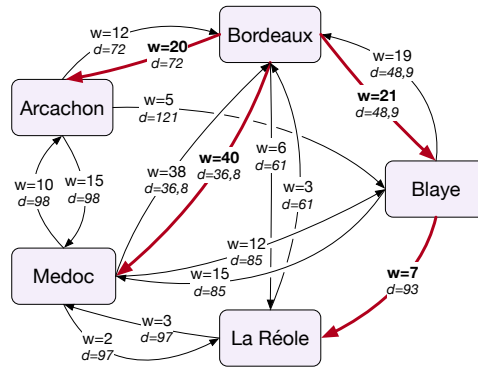 w=12
d=72
w=20
d=72
Bordeaux
w=19
d=48,9
w=21
d=48,9
Arcachon
w=5
d=121
w=10
d=98
w=15
d=98
w=38
d=36,8
w=40
d=36,8
w=6
d=61
w=3
d=61
Blaye
Medoc
w=12
d=85
w=15
d=85
w=7
d=93
w=3
d=97
w=2
d=97
La Réole